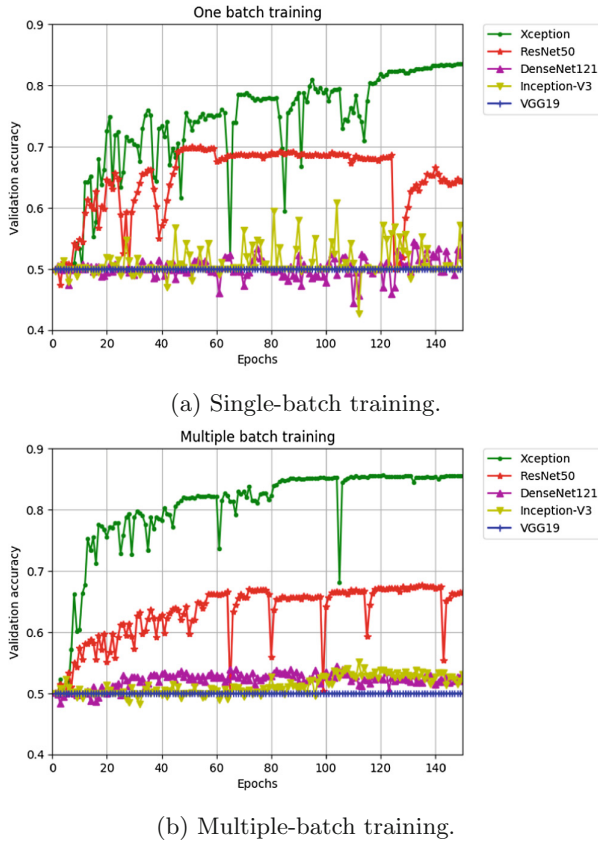 One batch training
0.9
0.8
0.7
0.6
0.5
0.4
Validation accuracy
0 20 40 60 80 100 120 140
Epochs
Xception
ResNet50
DenseNet121
Inception-V3
VGG19
(a) Single-batch training.
Multiple batch training
0.9
0.8
0.7
0.6
0.5
0.4
Validation accuracy
0 20 40 60 80 100 120 140
Epochs
Xception
ResNet50
DenseNet121
Inception-V3
VGG19
(b) Multiple-batch training.